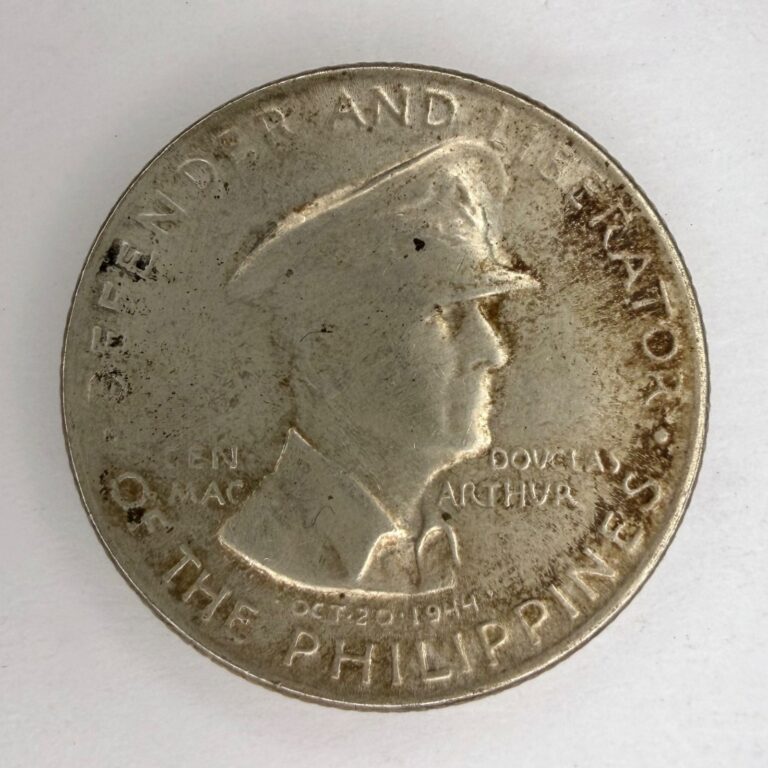 DEFENDER AND LIBERATOR •
OF THE PHILIPPINES
GEN DOUGLAS
MAC ARTHUR
OCT•20•1944